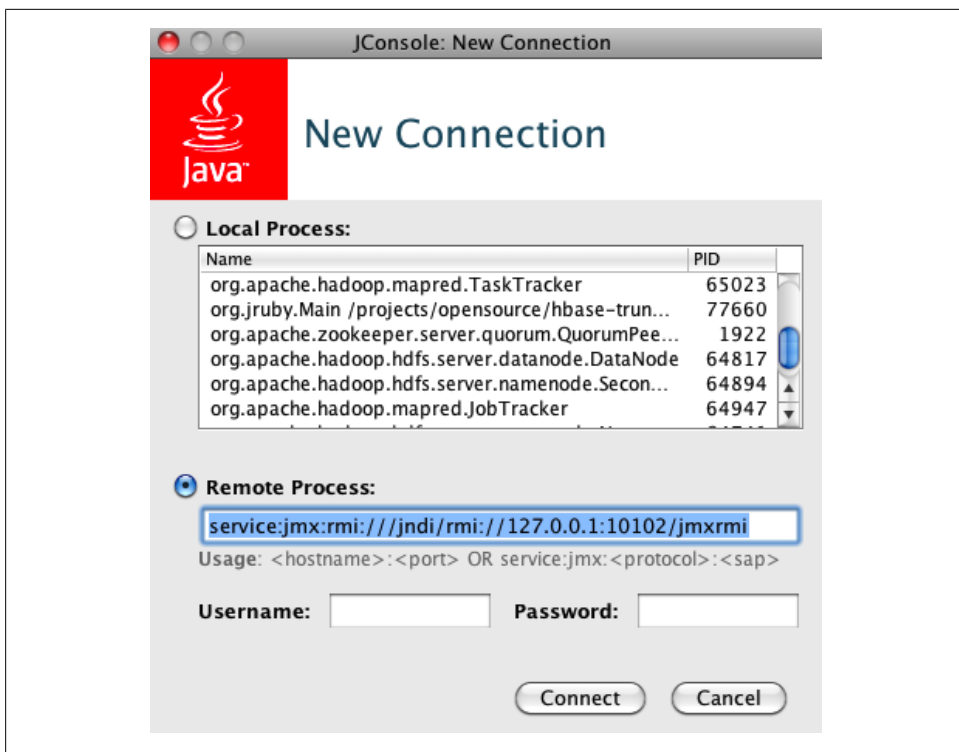 JConsole: New Connection
Java™
New Connection
Local Process:
Name PID
org.apache.hadoop.mapred.TaskTracker 65023
org.jruby.Main /projects/opensource/hbase-trun... 77660
org.apache.zookeeper.server.quorum.QuorumPee... 1922
org.apache.hadoop.hdfs.server.datanode.DataNode 64817
org.apache.hadoop.hdfs.server.namenode.Secon... 64894
org.apache.hadoop.mapred.JobTracker 64947
Remote Process:
service:jmx:rmi:///jndi/rmi://127.0.0.1:10102/jmxrmi
Usage: <hostname>:<port> OR service:jmx:<protocol>:<sap>
Username: Password:
Connect Cancel